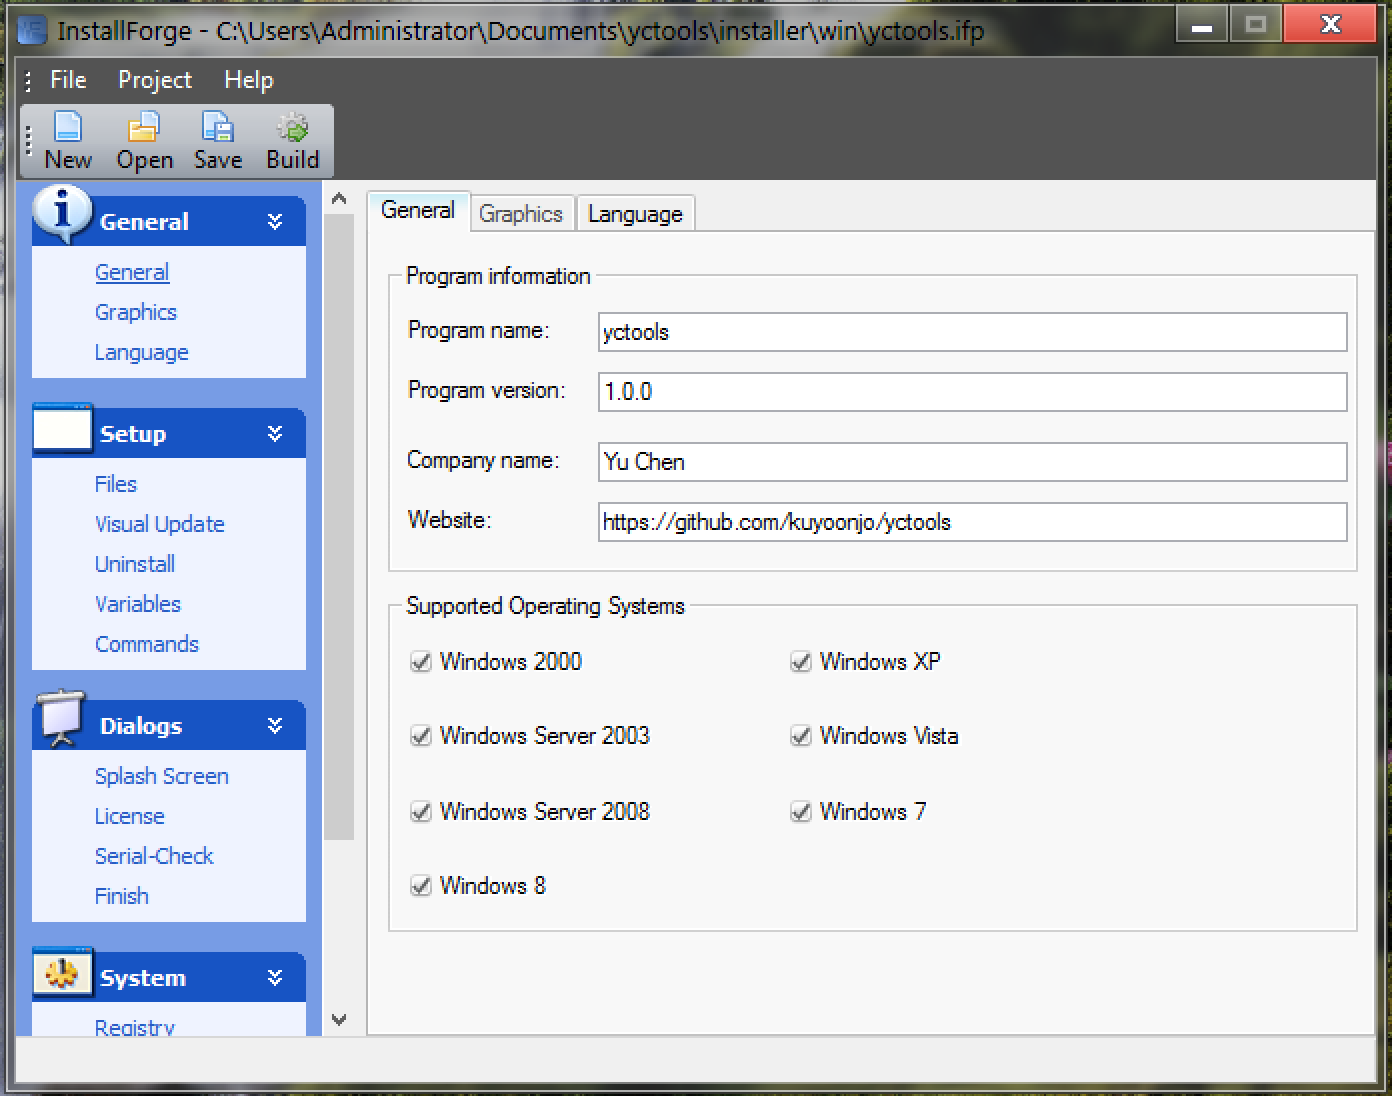 InstallForge - C:\Users\Administrator\Documents\yctools\installer\win\yctools.ifp
File Project Help
New Open Save Build
General
General
Graphics
Language
Setup
Files
Visual Update
Uninstall
Variables
Commands
Dialogs
Splash Screen
License
Serial-Check
Finish
System
Registry
General Graphics Language
Program information
Program name: yctools
Program version: 1.0.0
Company name: Yu Chen
Website: https://github.com/kuyoonjo/yctools
Supported Operating Systems
Windows 2000 Windows XP
Windows Server 2003 Windows Vista
Windows Server 2008 Windows 7
Windows 8